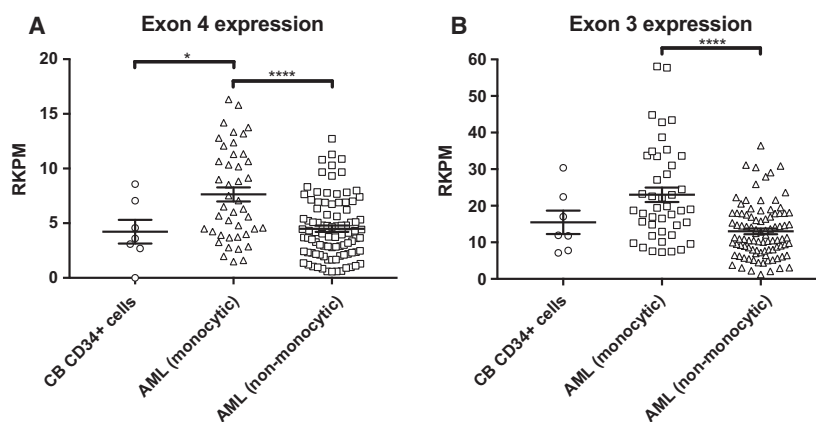 A
Exon 4 expression
20
15
10
5
0
RKPM
*
****
CB CD34+ cells
AML (monocytic)
AML (non-monocytic)
B
Exon 3 expression
60
50
40
30
20
10
0
RKPM
****
CB CD34+ cells
AML (monocytic)
AML (non-monocytic)